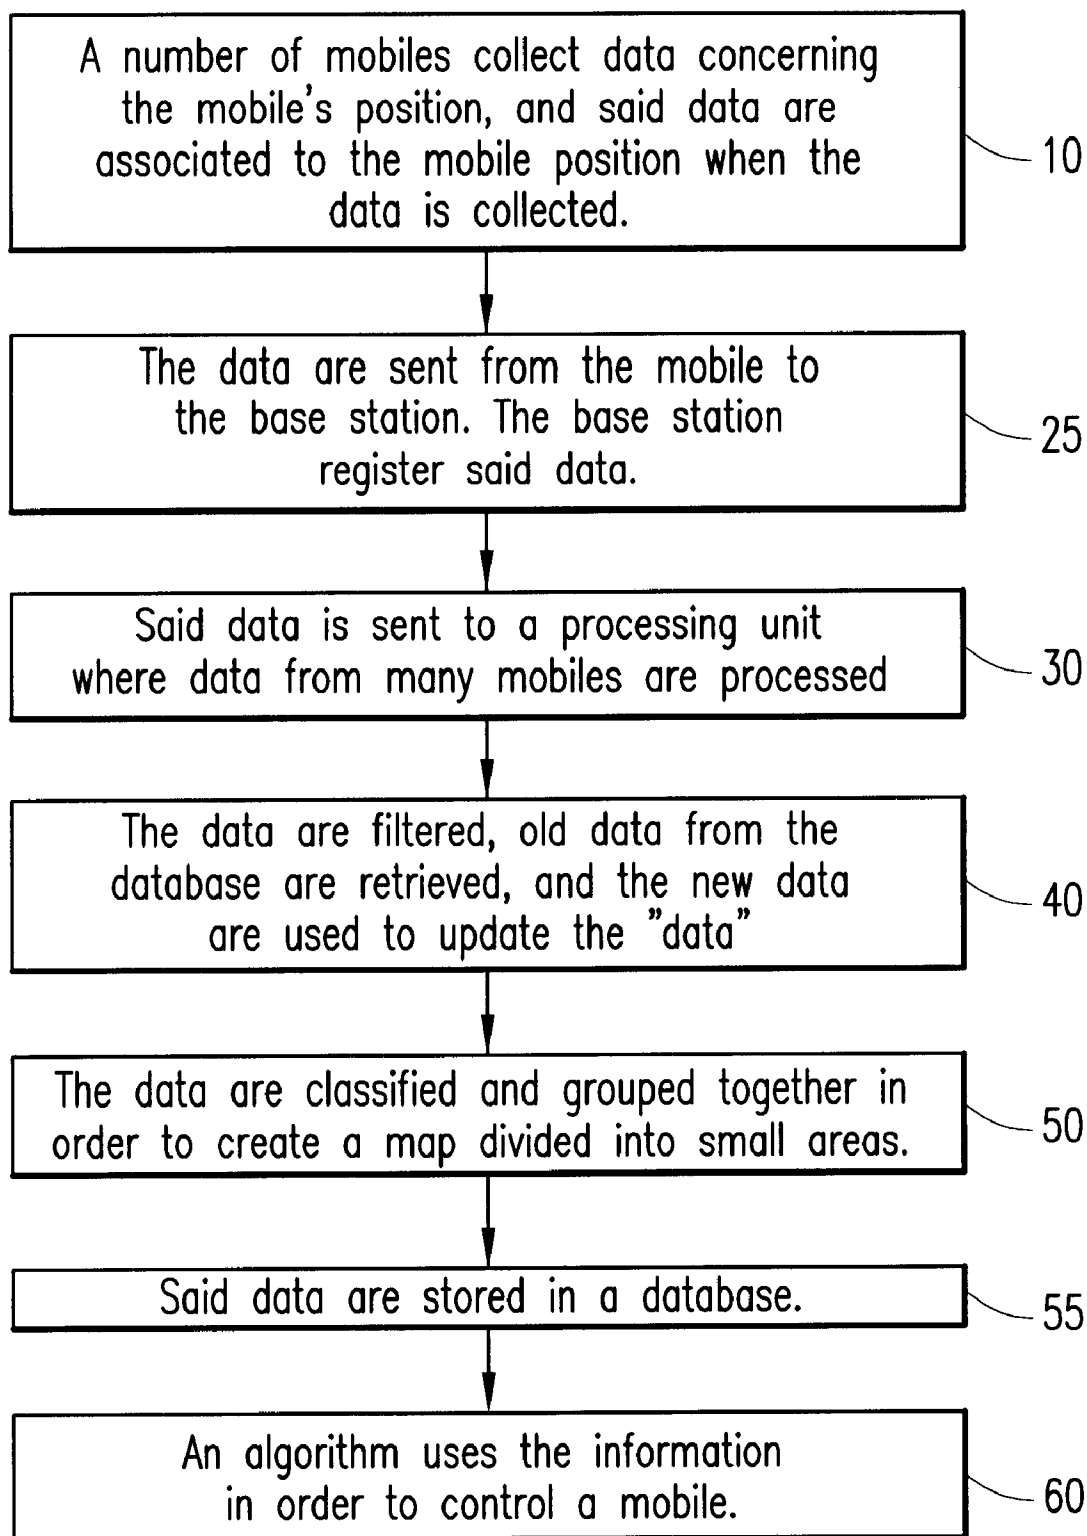 A number of mobiles collect data concerning
the mobile's position, and said data are
associated to the mobile position when the
data is collected.
10
The data are sent from the mobile to
the base station. The base station
register said data.
25
Said data is sent to a processing unit
where data from many mobiles are processed
30
The data are filtered, old data from the
database are retrieved, and the new data
are used to update the "data"
40
The data are classified and grouped together in
order to create a map divided into small areas.
50
Said data are stored in a database.
55
An algorithm uses the information
in order to control a mobile.
60